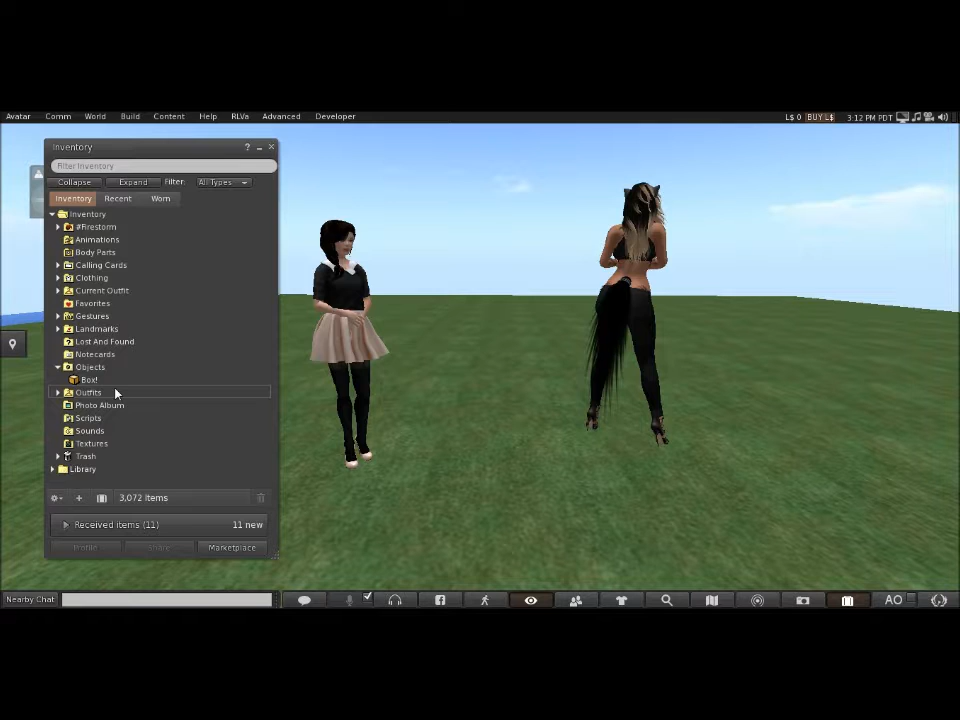 Avatar Comm World Build Content Help RLVa Advanced Developer L$ 0 BUY L$ 3:12 PM PDT
Inventory ?
Filter Inventory
Collapse Expand Filter: All Types
Inventory Recent Worn
Inventory
#Firestorm
Animations
Body Parts
Calling Cards
Clothing
Current Outfit
Favorites
Gestures
Landmarks
Lost And Found
Notecards
Objects
Box!
Outfits
Photo Album
Scripts
Sounds
Textures
Trash
Library
3,072 Items
Received items (11) 11 new
Profile Share Marketplace
Nearby Chat AO